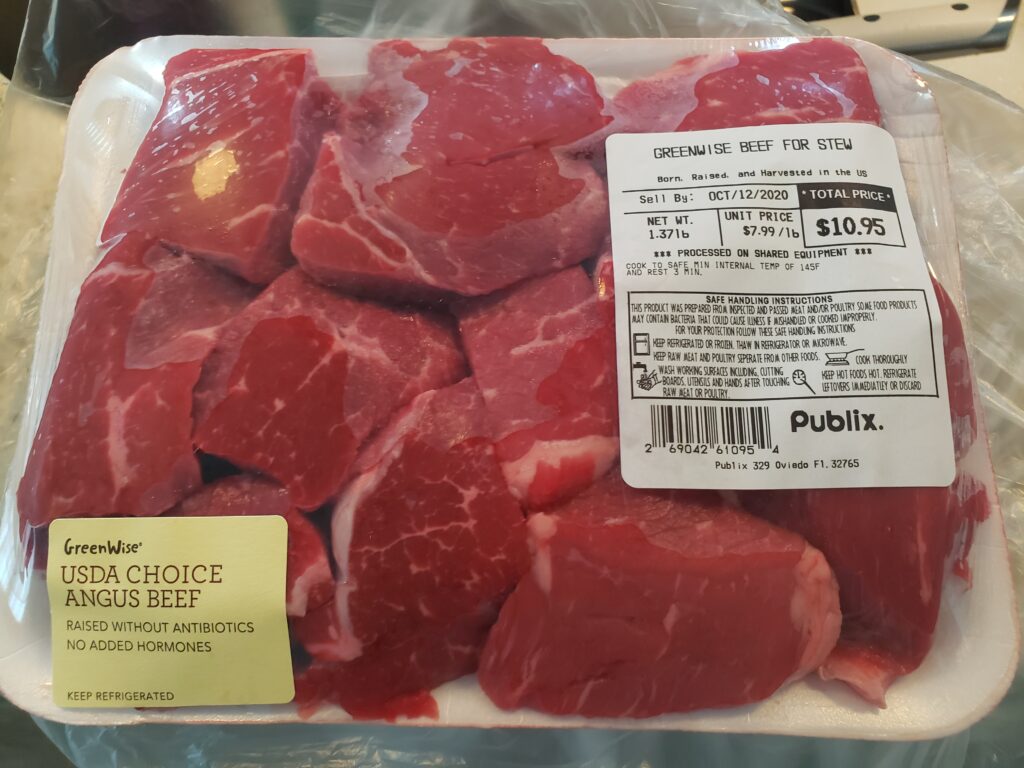 GREENWISE BEEF FOR STEW
Born, Raised, and Harvested in the US
Sell By: OCT/12/2020
* TOTAL PRICE *
NET WT.
1.37lb
UNIT PRICE
$7.99 /lb
$10.95
*** PROCESSED ON SHARED EQUIPMENT ***
COOK TO SAFE MIN INTERNAL TEMP OF 145F
AND REST 3 MIN.
SAFE HANDLING INSTRUCTIONS
THIS PRODUCT WAS PREPARED FROM INSPECTED AND PASSED MEAT AND/OR POULTRY. SOME FOOD PRODUCTS
MAY CONTAIN BACTERIA THAT COULD CAUSE ILLNESS IF MISHANDLED OR COOKED IMPROPERLY.
FOR YOUR PROTECTION FOLLOW THESE SAFE HANDLING INSTRUCTIONS
KEEP REFRIGERATED OR FROZEN. THAW IN REFRIGERATOR OR MICROWAVE.
KEEP RAW MEAT AND POULTRY SEPERATE FROM OTHER FOODS.
COOK THOROUGHLY
WASH WORKING SURFACES INCLUDING, CUTTING
BOARDS, UTENSILS AND HANDS AFTER TOUCHING
RAW MEAT OR POULTRY.
KEEP HOT FOODS HOT. REFRIGERATE
LEFTOVERS IMMEDIATLEY OR DISCARD
Publix.
2 69042 61095 4
Publix 329 Oviedo Fl. 32765
GreenWise®
USDA CHOICE
ANGUS BEEF
RAISED WITHOUT ANTIBIOTICS
NO ADDED HORMONES
KEEP REFRIGERATED